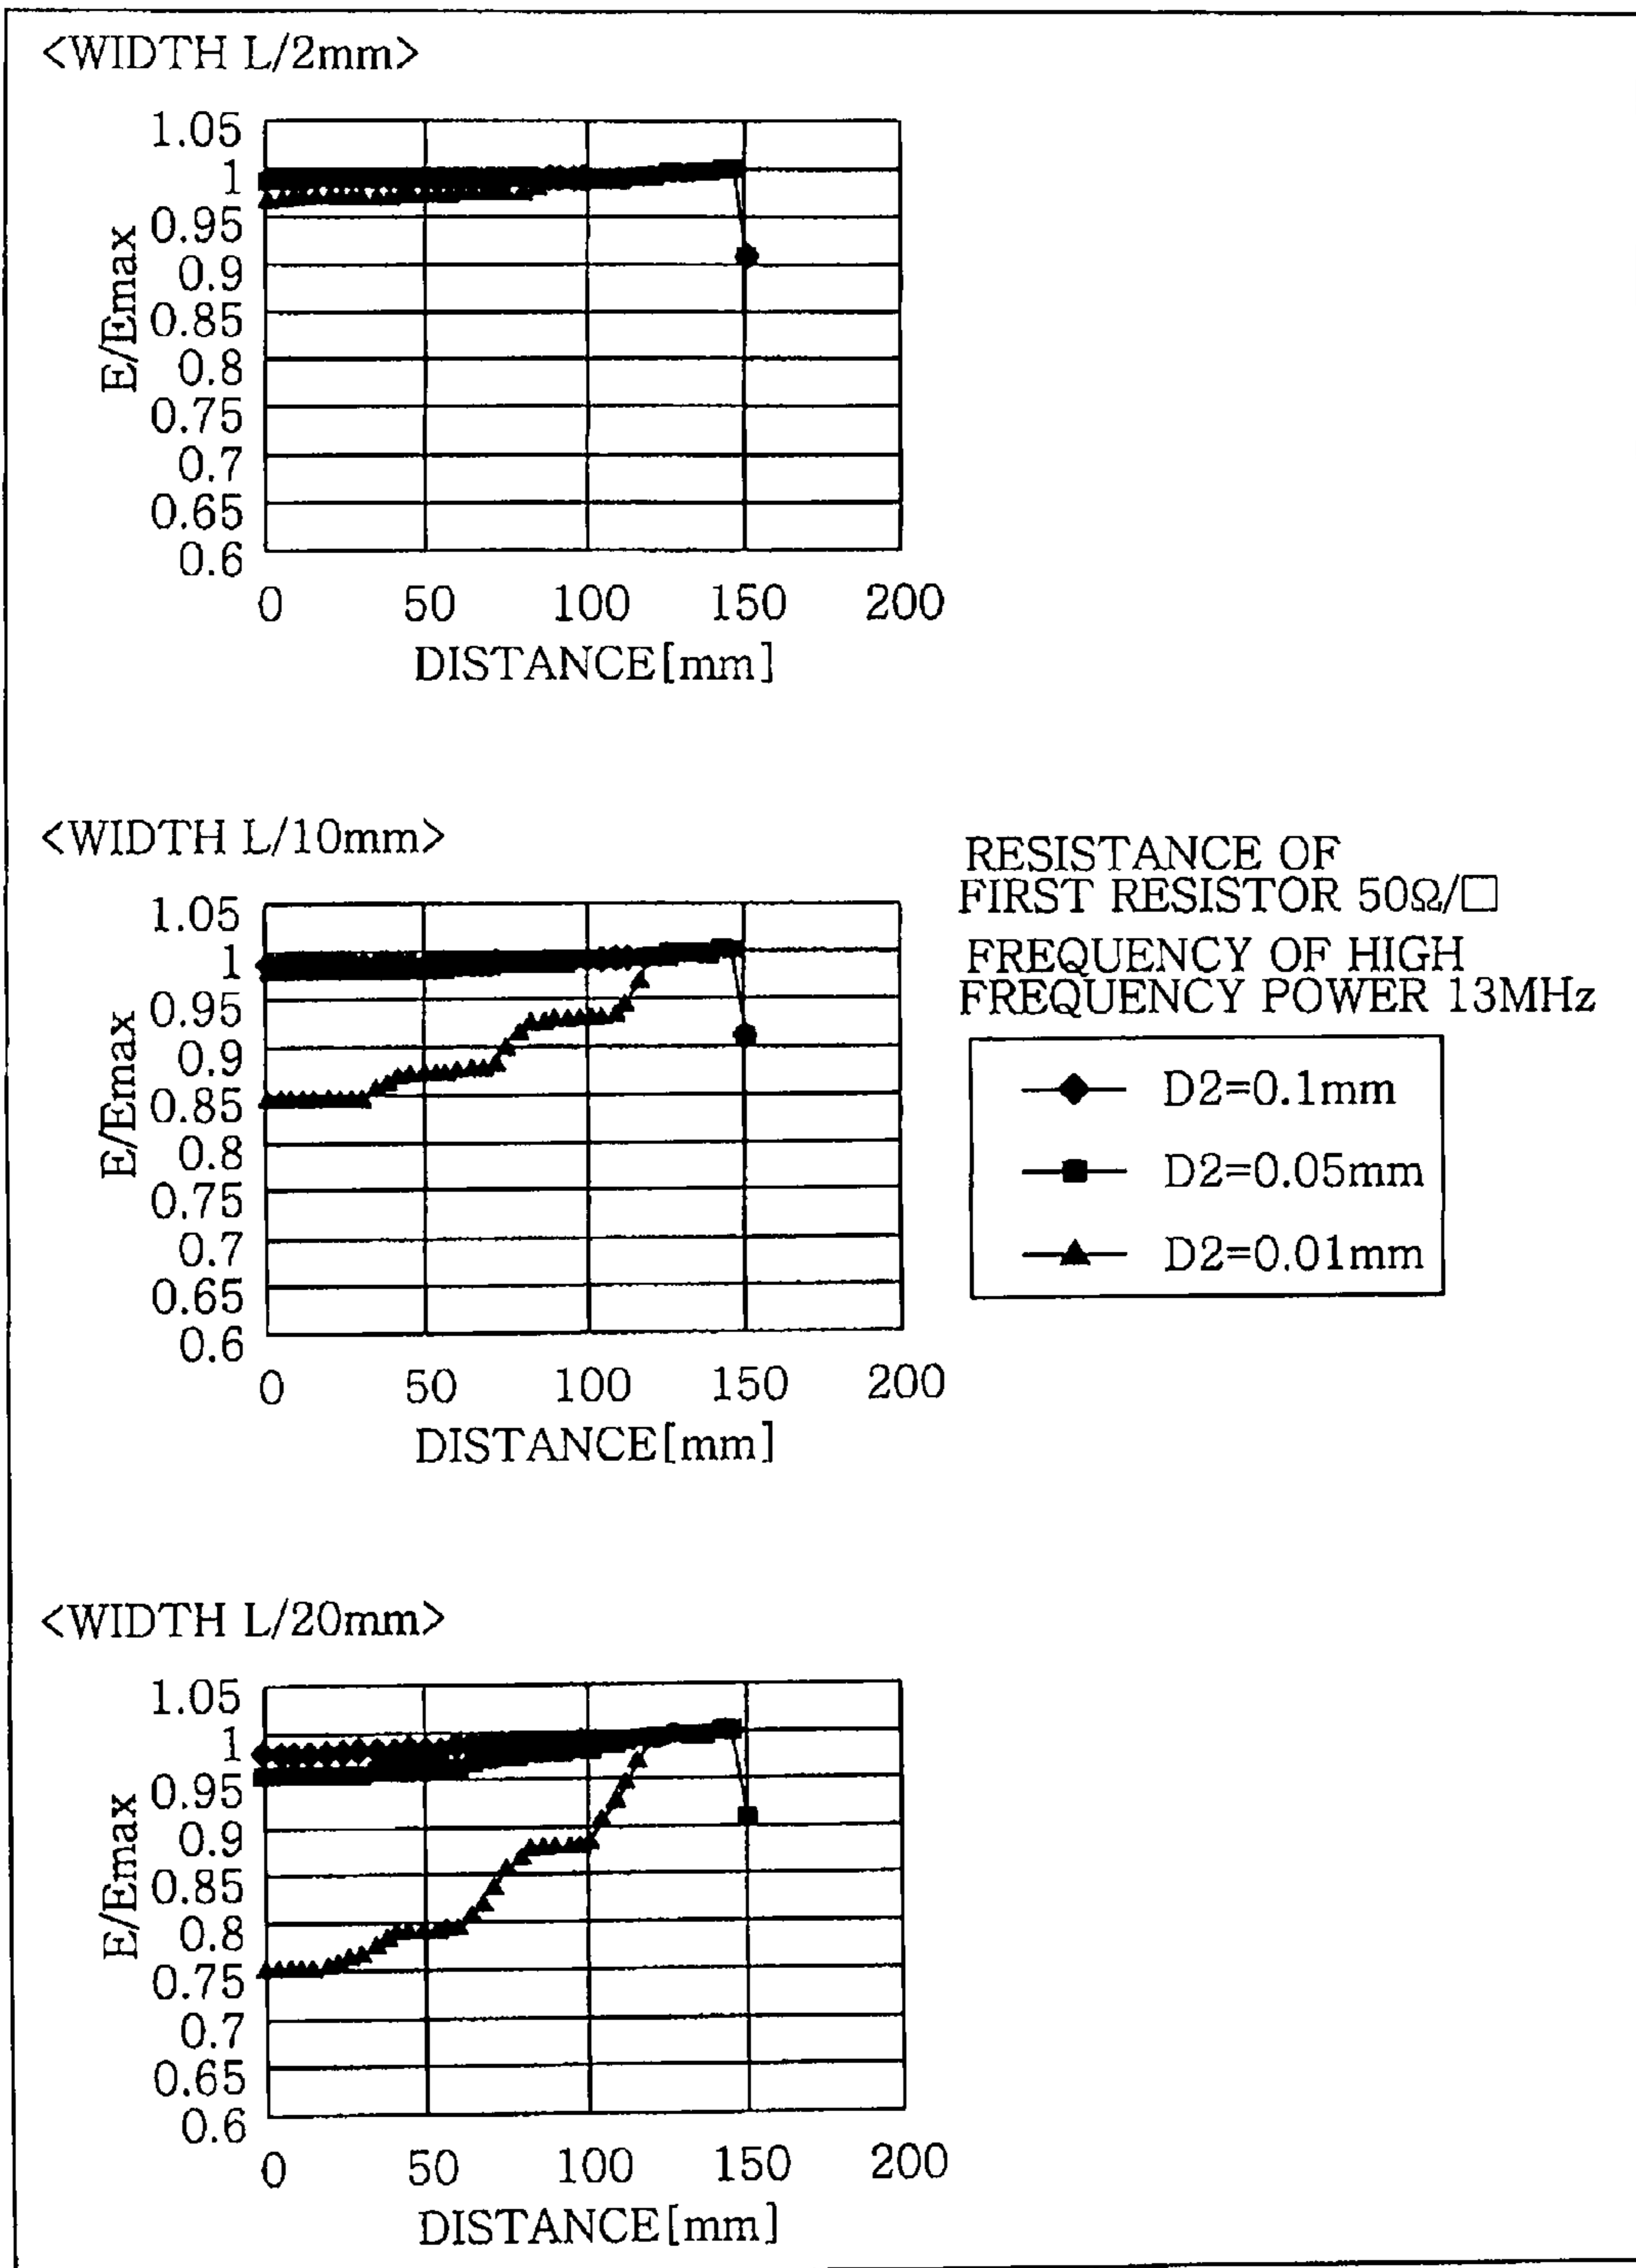 <WIDTH L/2mm>
1.05
1
0.95
0.9
0.85
0.8
0.75
0.7
0.65
0.6
E/Emax
0 50 100 150 200
DISTANCE[mm]
<WIDTH L/10mm>
1.05
1
0.95
0.9
0.85
0.8
0.75
0.7
0.65
0.6
E/Emax
0 50 100 150 200
DISTANCE[mm]
RESISTANCE OF
FIRST RESISTOR 50Ω/□
FREQUENCY OF HIGH
FREQUENCY POWER 13MHz
D2=0.1mm
D2=0.05mm
D2=0.01mm
<WIDTH L/20mm>
1.05
1
0.95
0.9
0.85
0.8
0.75
0.7
0.65
0.6
E/Emax
0 50 100 150 200
DISTANCE[mm]